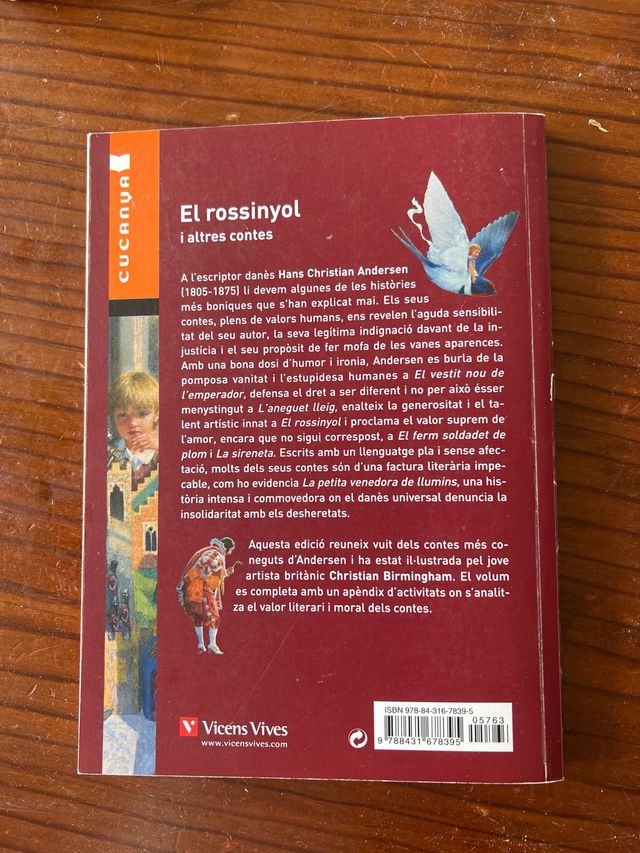 cucanya
El rossinyol
i altres contes
A l'escriptor danès Hans Christian Andersen
(1805-1875) li devem algunes de les històries
més boniques que s'han explicat mai. Els seus
contes, plens de valors humans, ens revelen l'aguda sensibili-
tat del seu autor, la seva legítima indignació davant de la in-
justícia i el seu propòsit de fer mofa de les vanes aparences.
Amb una bona dosi d'humor i ironia, Andersen es burla de la
pomposa vanitat i l'estupidesa humanes a El vestit nou de
l'emperador, defensa el dret a ser diferent i no per això ésser
menystingut a L'aneguet lleig, enalteix la generositat i el ta-
lent artístic innat a El rossinyol i proclama el valor suprem de
l'amor, encara que no sigui correspost, a El ferm soldadet de
plom i La sireneta. Escrits amb un llenguatge pla i sense afec-
tació, molts dels seus contes són d'una factura literària impe-
cable, com ho evidencia La petita venedora de llumins, una his-
tòria intensa i commovedora on el danès universal denuncia la
insolidaritat amb els desheretats.
Aquesta edició reuneix vuit dels contes més co-
neguts d'Andersen i ha estat il·lustrada pel jove
artista britànic Christian Birmingham. El volum
es completa amb un apèndix d'activitats on s'analit-
za el valor literari i moral dels contes.
V Vicens Vives
www.vicensvives.com
ISBN 978-84-316-7839-5
05763
9 788431 678395